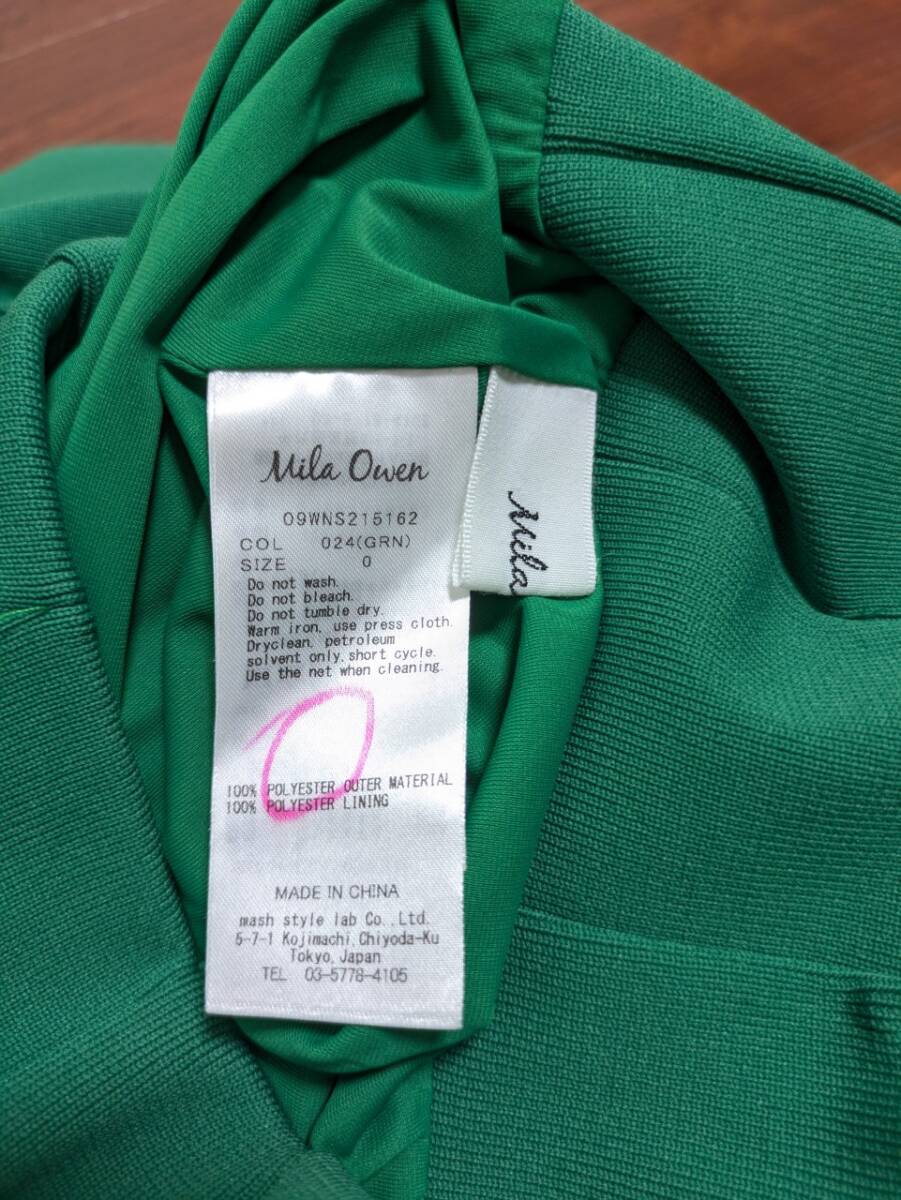 Mila Owen
09WNS215162
COL 024(GRN)
SIZE 0
Do not wash.
Do not bleach.
Do not tumble dry.
Warm iron, use press cloth.
Dryclean, petroleum
solvent only, short cycle.
Use the net when cleaning.
100% POLYESTER OUTER MATERIAL
100% POLYESTER LINING
MADE IN CHINA
mash style lab Co.,Ltd.
5-7-1 Kojimachi,Chiyoda-Ku
Tokyo,Japan
TEL 03-5778-4105
Mila